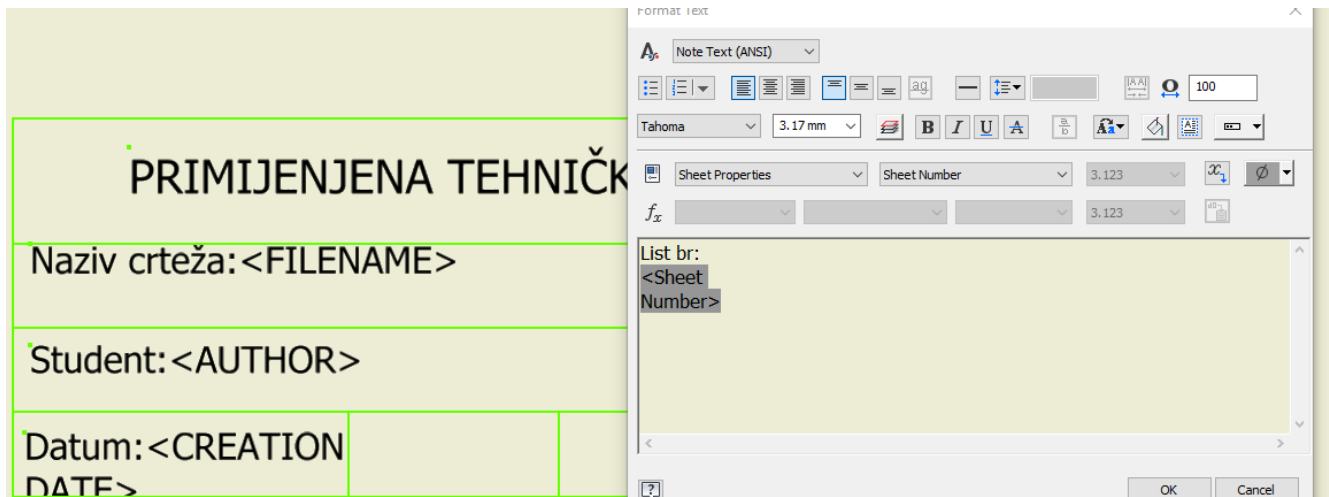 Format Text
Note Text (ANSI)
100
Tahoma
3.17 mm
B I U A
Sheet Properties
Sheet Number
3.123
3.123
List br:
<Sheet
Number>
OK
Cancel
PRIMIJENJENA TEHNIČK
Naziv crteža:<FILENAME>
Student:<AUTHOR>
Datum:<CREATION
DATE>